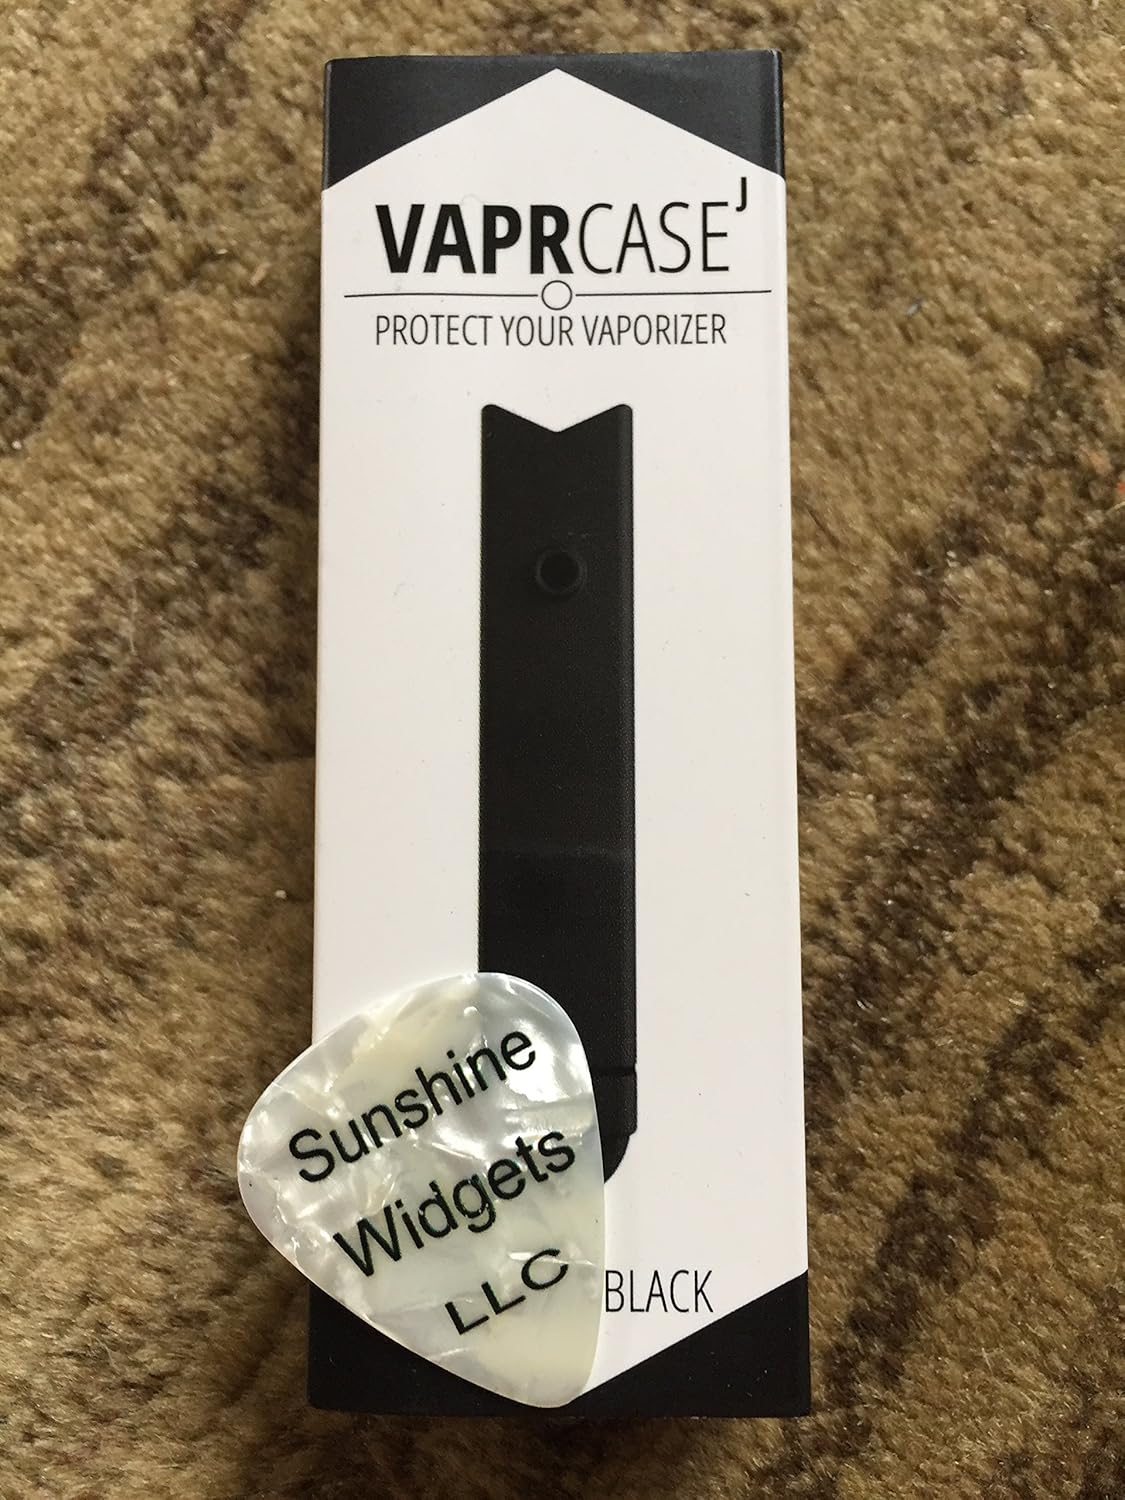 VAPRCASEᴶ
PROTECT YOUR VAPORIZER
Sunshine
Widgets
LLC
BLACK